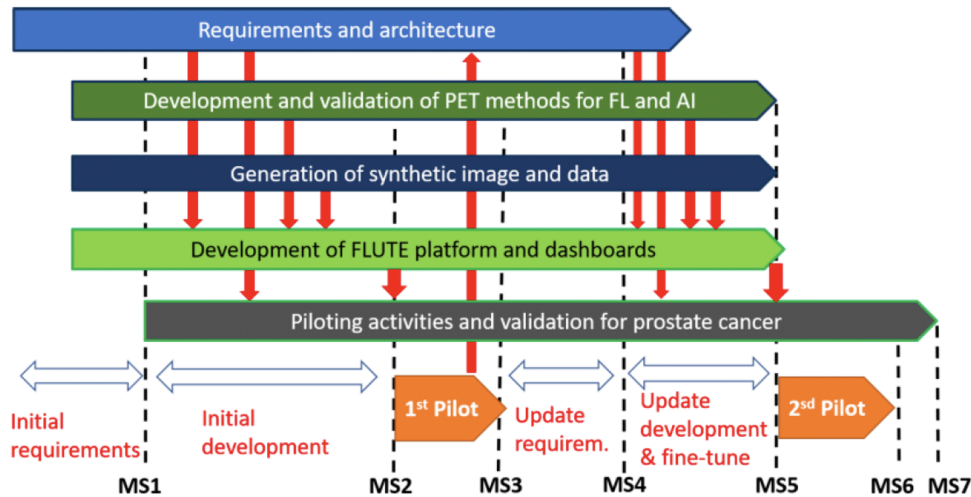 Requirements and architecture
Development and validation of PET methods for FL and AI
Generation of synthetic image and data
Development of FLUTE platform and dashboards
Piloting activities and validation for prostate cancer
Initial
requirements
Initial
development
1st Pilot
Update
requirem.
Update
development
& fine-tune
2sd Pilot
MS1
MS2
MS3
MS4
MS5
MS6
MS7